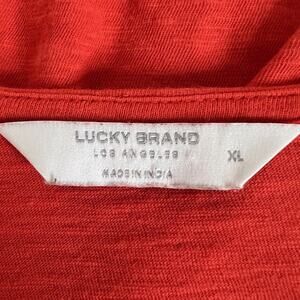 LUCKY BRAND
LOS ANGELES XL
MADE IN INDIA